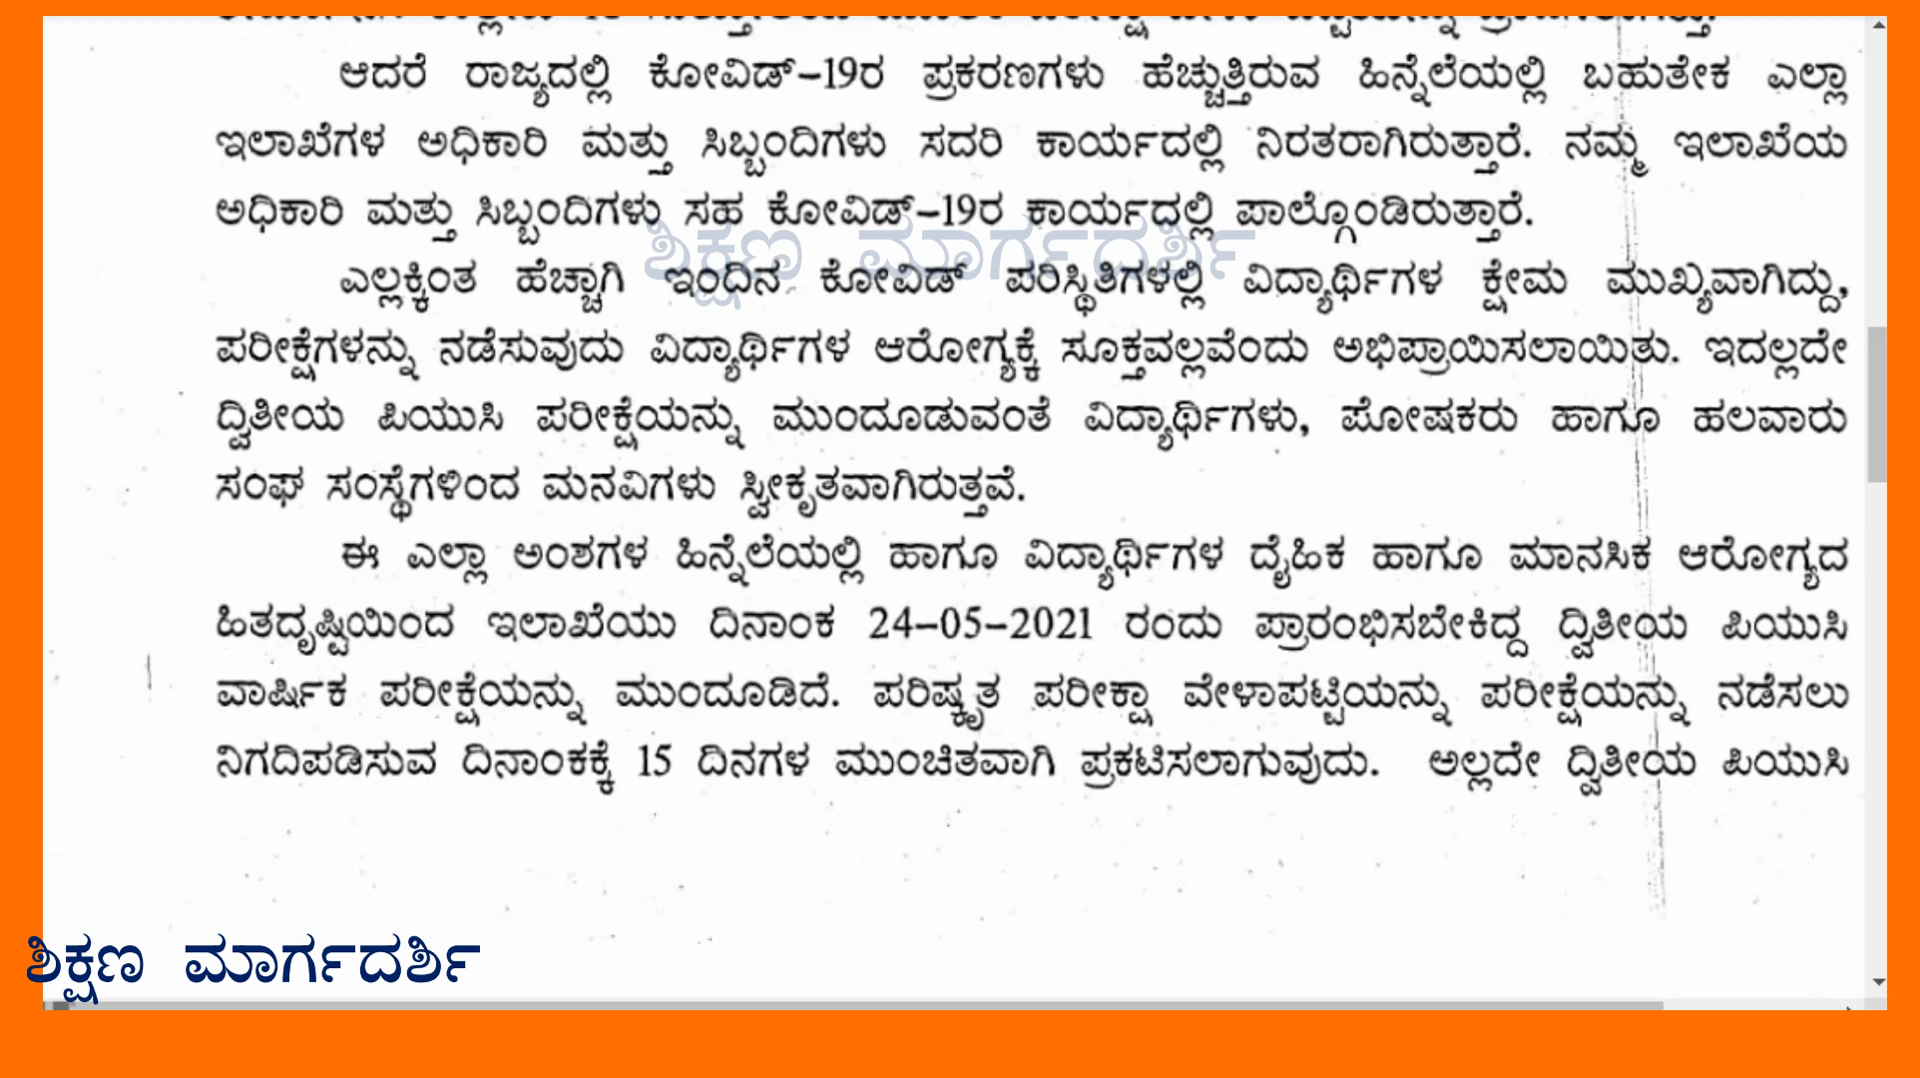 ಆದರೆ ರಾಜ್ಯದಲ್ಲಿ ಕೋವಿಡ್-19ರ ಪ್ರಕರಣಗಳು ಹೆಚ್ಚುತ್ತಿರುವ ಹಿನ್ನೆಲೆಯಲ್ಲಿ ಬಹುತೇಕ ಎಲ್ಲಾ
ಇಲಾಖೆಗಳ ಅಧಿಕಾರಿ ಮತ್ತು ಸಿಬ್ಬಂದಿಗಳು ಸದರಿ ಕಾರ್ಯದಲ್ಲಿ ನಿರತರಾಗಿರುತ್ತಾರೆ. ನಮ್ಮ ಇಲಾಖೆಯ
ಅಧಿಕಾರಿ ಮತ್ತು ಸಿಬ್ಬಂದಿಗಳು ಸಹ ಕೋವಿಡ್-19ರ ಕಾರ್ಯದಲ್ಲಿ ಪಾಲ್ಗೊಂಡಿರುತ್ತಾರೆ.
ಶಿಕ್ಷಣ ಮಾರ್ಗದರ್ಶಿ
ಎಲ್ಲಕ್ಕಿಂತ ಹೆಚ್ಚಾಗಿ ಇಂದಿನ ಕೋವಿಡ್ ಪರಿಸ್ಥಿತಿಗಳಲ್ಲಿ ವಿದ್ಯಾರ್ಥಿಗಳ ಕ್ಷೇಮ ಮುಖ್ಯವಾಗಿದ್ದು,
ಪರೀಕ್ಷೆಗಳನ್ನು ನಡೆಸುವುದು ವಿದ್ಯಾರ್ಥಿಗಳ ಆರೋಗ್ಯಕ್ಕೆ ಸೂಕ್ತವಲ್ಲವೆಂದು ಅಭಿಪ್ರಾಯಿಸಲಾಯಿತು. ಇದಲ್ಲದೇ
ದ್ವಿತೀಯ ಪಿಯುಸಿ ಪರೀಕ್ಷೆಯನ್ನು ಮುಂದೂಡುವಂತೆ ವಿದ್ಯಾರ್ಥಿಗಳು, ಪೋಷಕರು ಹಾಗೂ ಹಲವಾರು
ಸಂಘ ಸಂಸ್ಥೆಗಳಿಂದ ಮನವಿಗಳು ಸ್ವೀಕೃತವಾಗಿರುತ್ತವೆ.
ಈ ಎಲ್ಲಾ ಅಂಶಗಳ ಹಿನ್ನೆಲೆಯಲ್ಲಿ ಹಾಗೂ ವಿದ್ಯಾರ್ಥಿಗಳ ದೈಹಿಕ ಹಾಗೂ ಮಾನಸಿಕ ಆರೋಗ್ಯದ
ಹಿತದೃಷ್ಟಿಯಿಂದ ಇಲಾಖೆಯು ದಿನಾಂಕ 24-05-2021 ರಂದು ಪ್ರಾರಂಭಿಸಬೇಕಿದ್ದ ದ್ವಿತೀಯ ಪಿಯುಸಿ
ವಾರ್ಷಿಕ ಪರೀಕ್ಷೆಯನ್ನು ಮುಂದೂಡಿದೆ. ಪರಿಷ್ಕೃತ ಪರೀಕ್ಷಾ ವೇಳಾಪಟ್ಟಿಯನ್ನು ಪರೀಕ್ಷೆಯನ್ನು ನಡೆಸಲು
ನಿಗದಿಪಡಿಸುವ ದಿನಾಂಕಕ್ಕೆ 15 ದಿನಗಳ ಮುಂಚಿತವಾಗಿ ಪ್ರಕಟಿಸಲಾಗುವುದು. ಅಲ್ಲದೇ ದ್ವಿತೀಯ ಪಿಯುಸಿ
ಶಿಕ್ಷಣ ಮಾರ್ಗದರ್ಶಿ